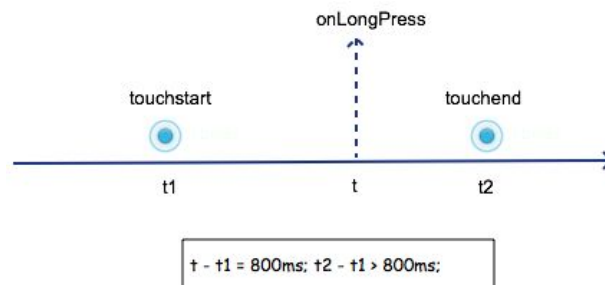 onLongPress
touchstart
touchend
t1
t
t2
t - t1 = 800ms; t2 - t1 > 800ms;